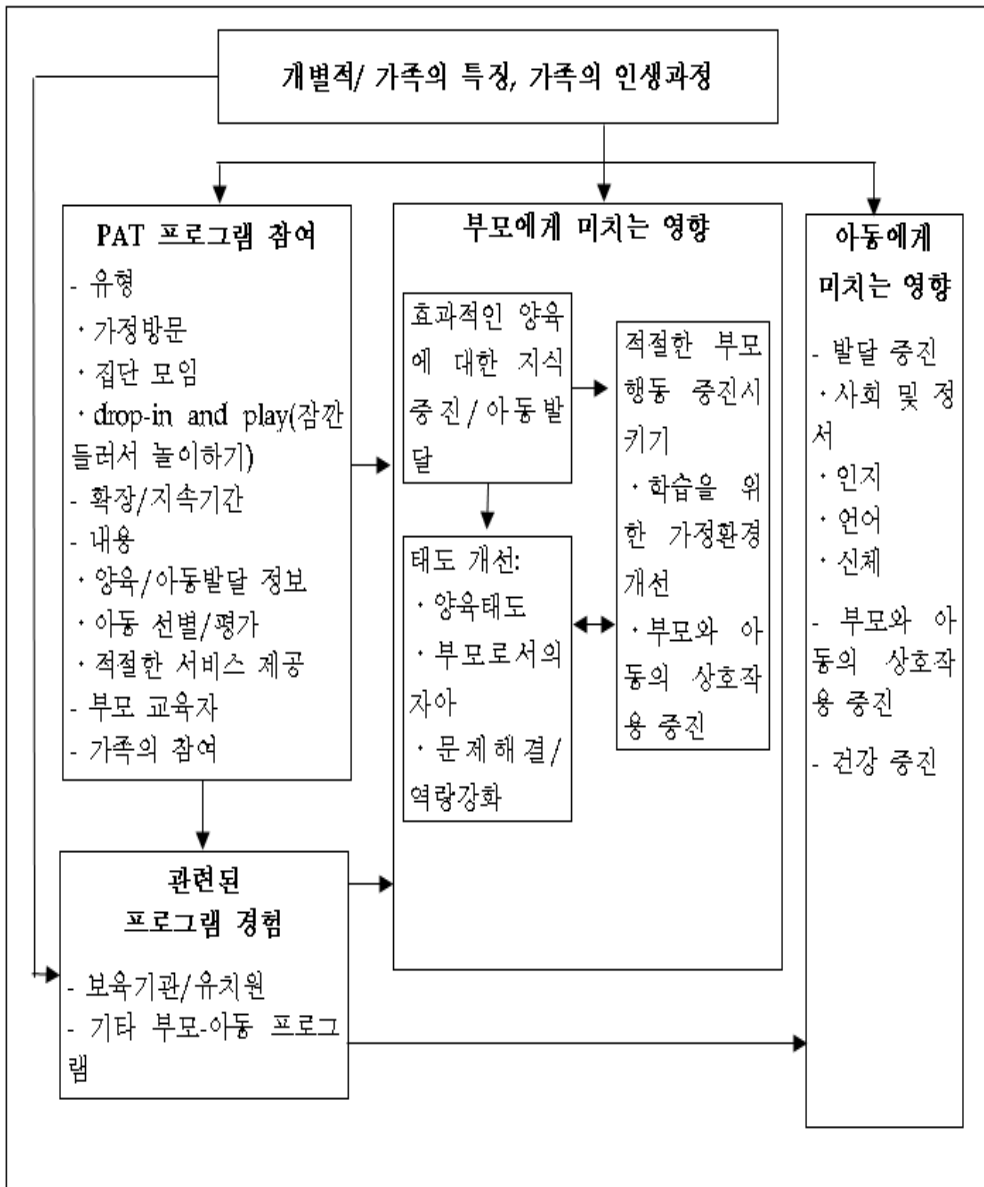 개별적/ 가족의 특징, 가족의 인생과정
PAT 프로그램 참여
- 유형
· 가정방문
· 집단 모임
· drop-in and play(잠깐
들러서 놀이하기)
- 확장/지속기간
- 내용
· 양육/아동발달 정보
· 아동 선별/평가
· 적절한 서비스 제공
- 부모 교육자
- 가족의 참여
관련된
프로그램 경험
- 보육기관/유치원
- 기타 부모-아동 프로그
램
부모에게 미치는 영향
효과적인 양육
에 대한 지식
증진/아동발
달
태도 개선:
· 양육태도
· 부모로서의
자아
· 문제해결/
역량강화
적절한 부모
행동 증진시
키기
· 학습을 위
한 가정환경
개선
· 부모와 아
동의 상호작
용 증진
아동에게
미치는 영향
- 발달 증진
· 사회 및 정
서
· 인지
· 언어
· 신체
- 부모와 아
동의 상호작
용 증진
- 건강 증진